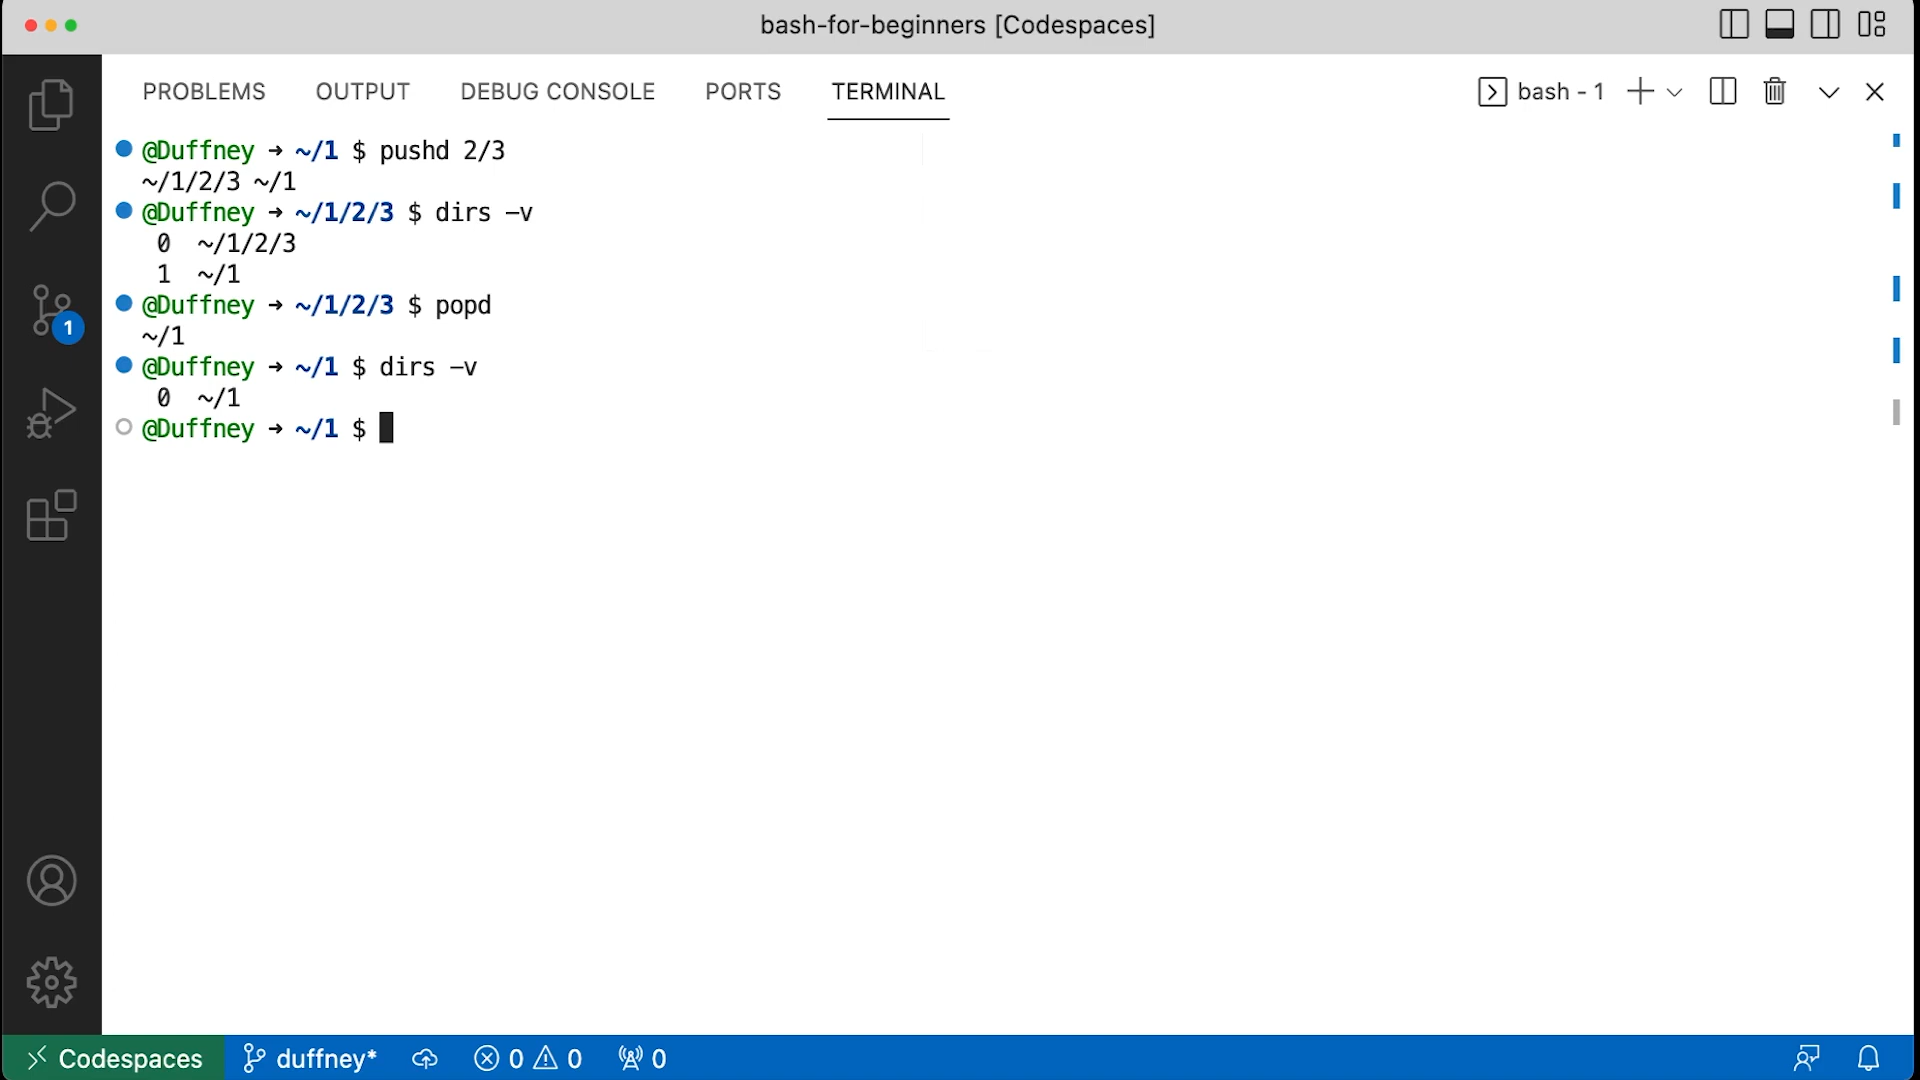 bash-for-beginners [Codespaces]
PROBLEMS OUTPUT DEBUG CONSOLE PORTS TERMINAL bash - 1
@Duffney → ~/1 $ pushd 2/3
~/1/2/3 ~/1
@Duffney → ~/1/2/3 $ dirs -v
0 ~/1/2/3
1 ~/1
@Duffney → ~/1/2/3 $ popd
~/1
@Duffney → ~/1 $ dirs -v
0 ~/1
@Duffney → ~/1 $
1
Codespaces duffney* 0 0 0